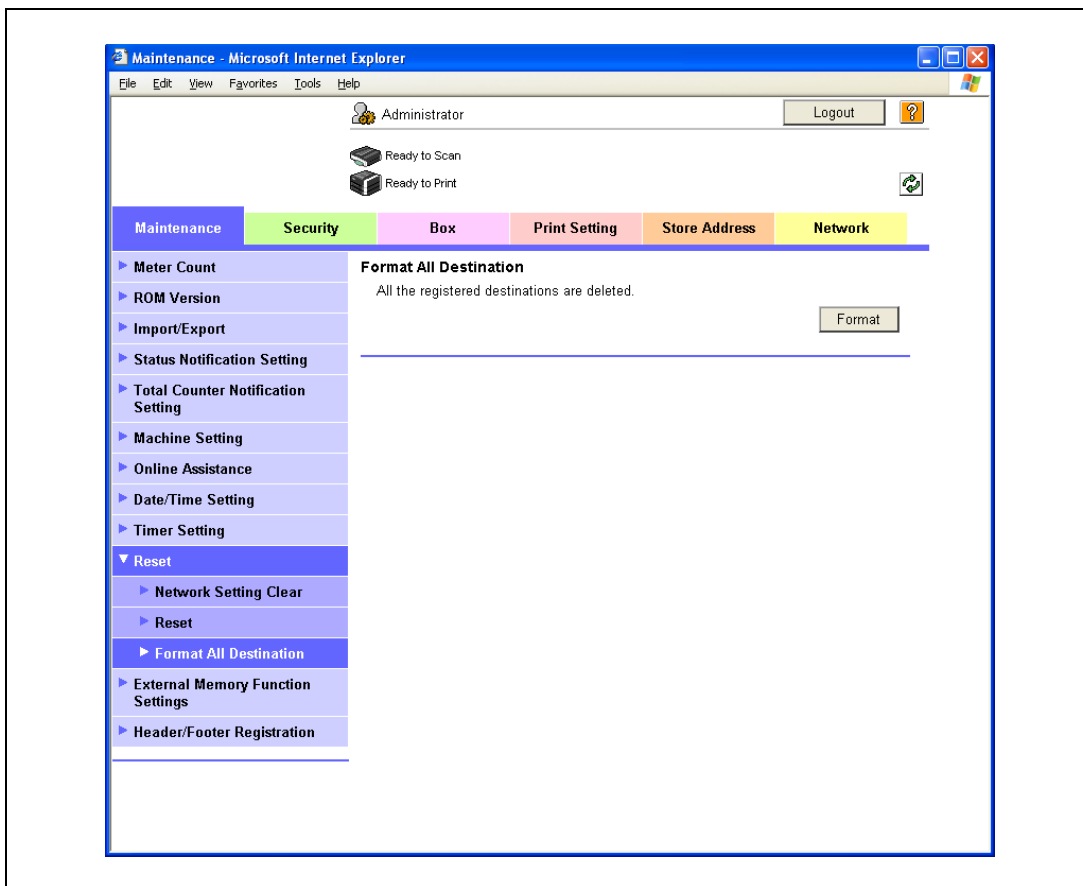 Maintenance - Microsoft Internet Explorer
File Edit View Favorites Tools Help
Administrator
Logout
?
Ready to Scan
Ready to Print
Maintenance
Security
Box
Print Setting
Store Address
Network
Meter Count
ROM Version
Import/Export
Status Notification Setting
Total Counter Notification
Setting
Machine Setting
Online Assistance
Date/Time Setting
Timer Setting
Reset
Network Setting Clear
Reset
Format All Destination
External Memory Function
Settings
Header/Footer Registration
Format All Destination
All the registered destinations are deleted.
Format